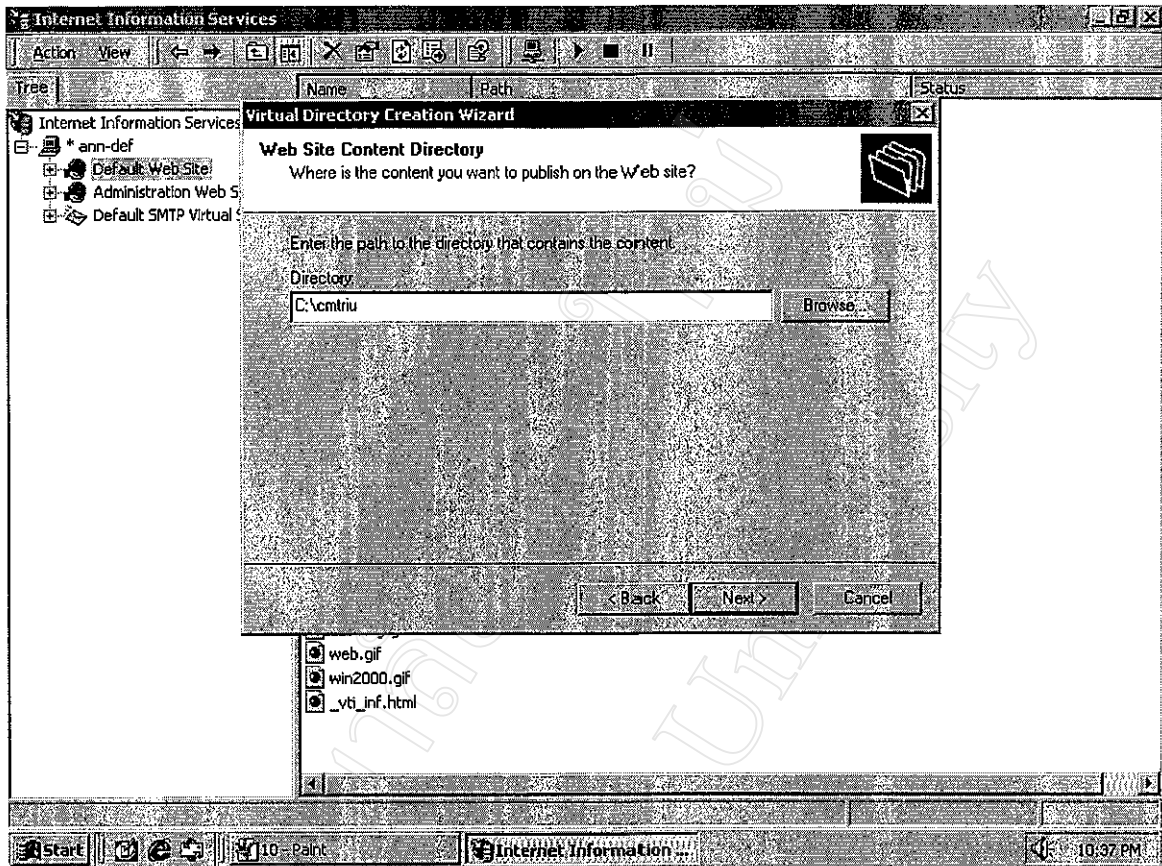 Internet Information Services
Action View
Tree
Name Path Status
Internet Information Services
* ann-def
Default Web Site
Administration Web S
Default SMTP Virtual S
Virtual Directory Creation Wizard
Web Site Content Directory
Where is the content you want to publish on the Web site?
Enter the path to the directory that contains the content.
Directory:
C:\cmtriu
Browse...
< Back Next > Cancel
web.gif
win2000.gif
_vti_inf.html
Start 10 - Paint Internet Information ... 10:37 PM